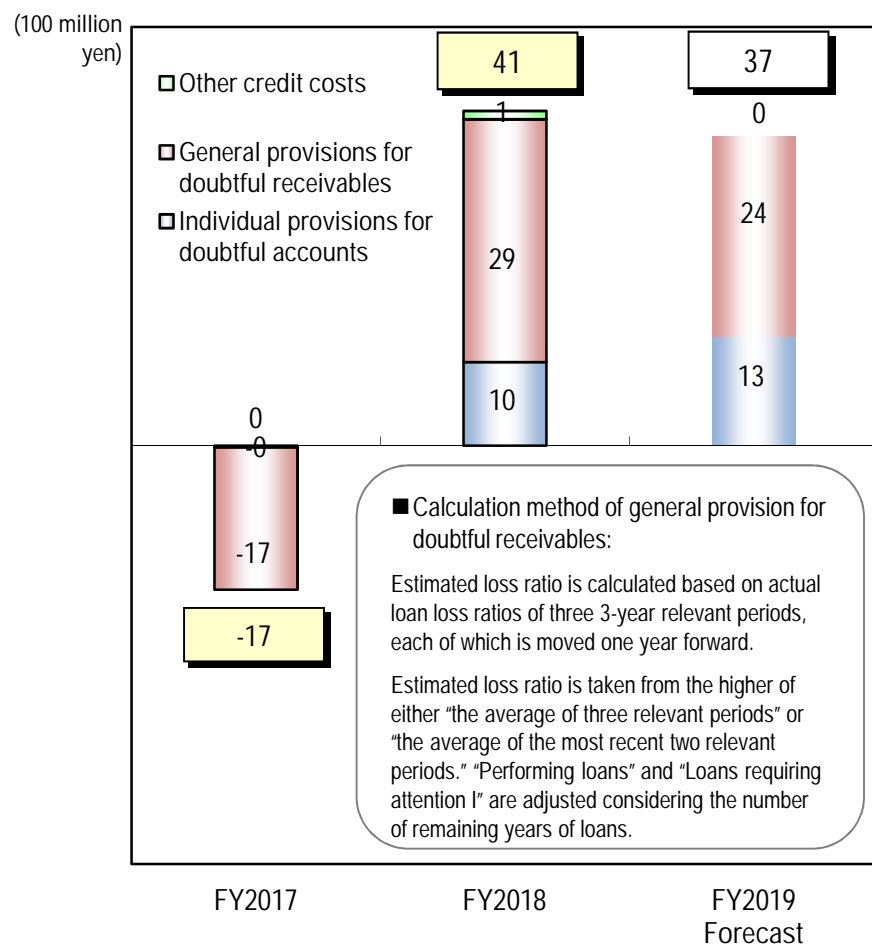 (100 million
yen)
Other credit costs
General provisions for
doubtful receivables
Individual provisions for
doubtful accounts
41
37
1
0
29
24
10
13
0
-0
-17
-17
■ Calculation method of general provision for
doubtful receivables:
Estimated loss ratio is calculated based on actual
loan loss ratios of three 3-year relevant periods,
each of which is moved one year forward.
Estimated loss ratio is taken from the higher of
either “the average of three relevant periods” or
“the average of the most recent two relevant
periods.” “Performing loans” and “Loans requiring
attention I” are adjusted considering the number
of remaining years of loans.
FY2017
FY2018
FY2019
Forecast